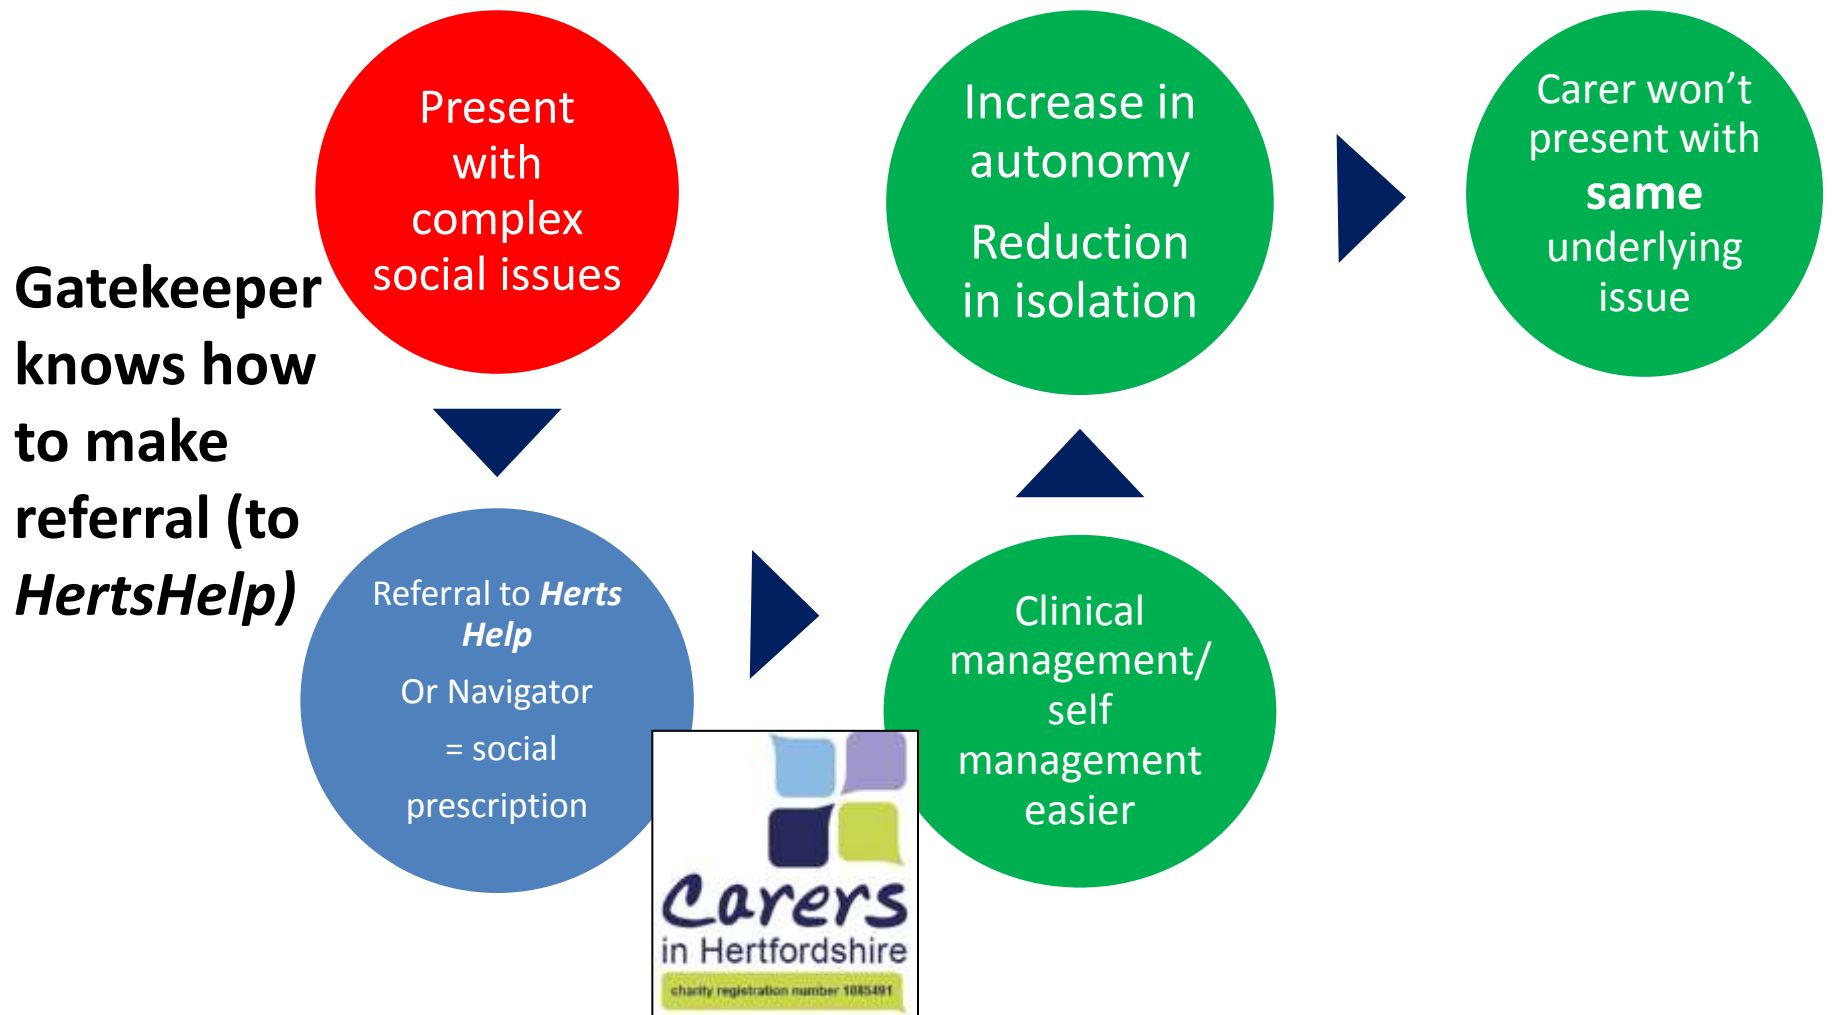 Gatekeeper
knows how
to make
referral (to
HertsHelp)
Present
with
complex
social issues
Referral to Herts
Help
Or Navigator
= social
prescription
Carers
in Hertfordshire
charity registration number 1085491
Clinical
management/
self
management
easier
Increase in
autonomy
Reduction
in isolation
Carer won’t
present with
same
underlying
issue